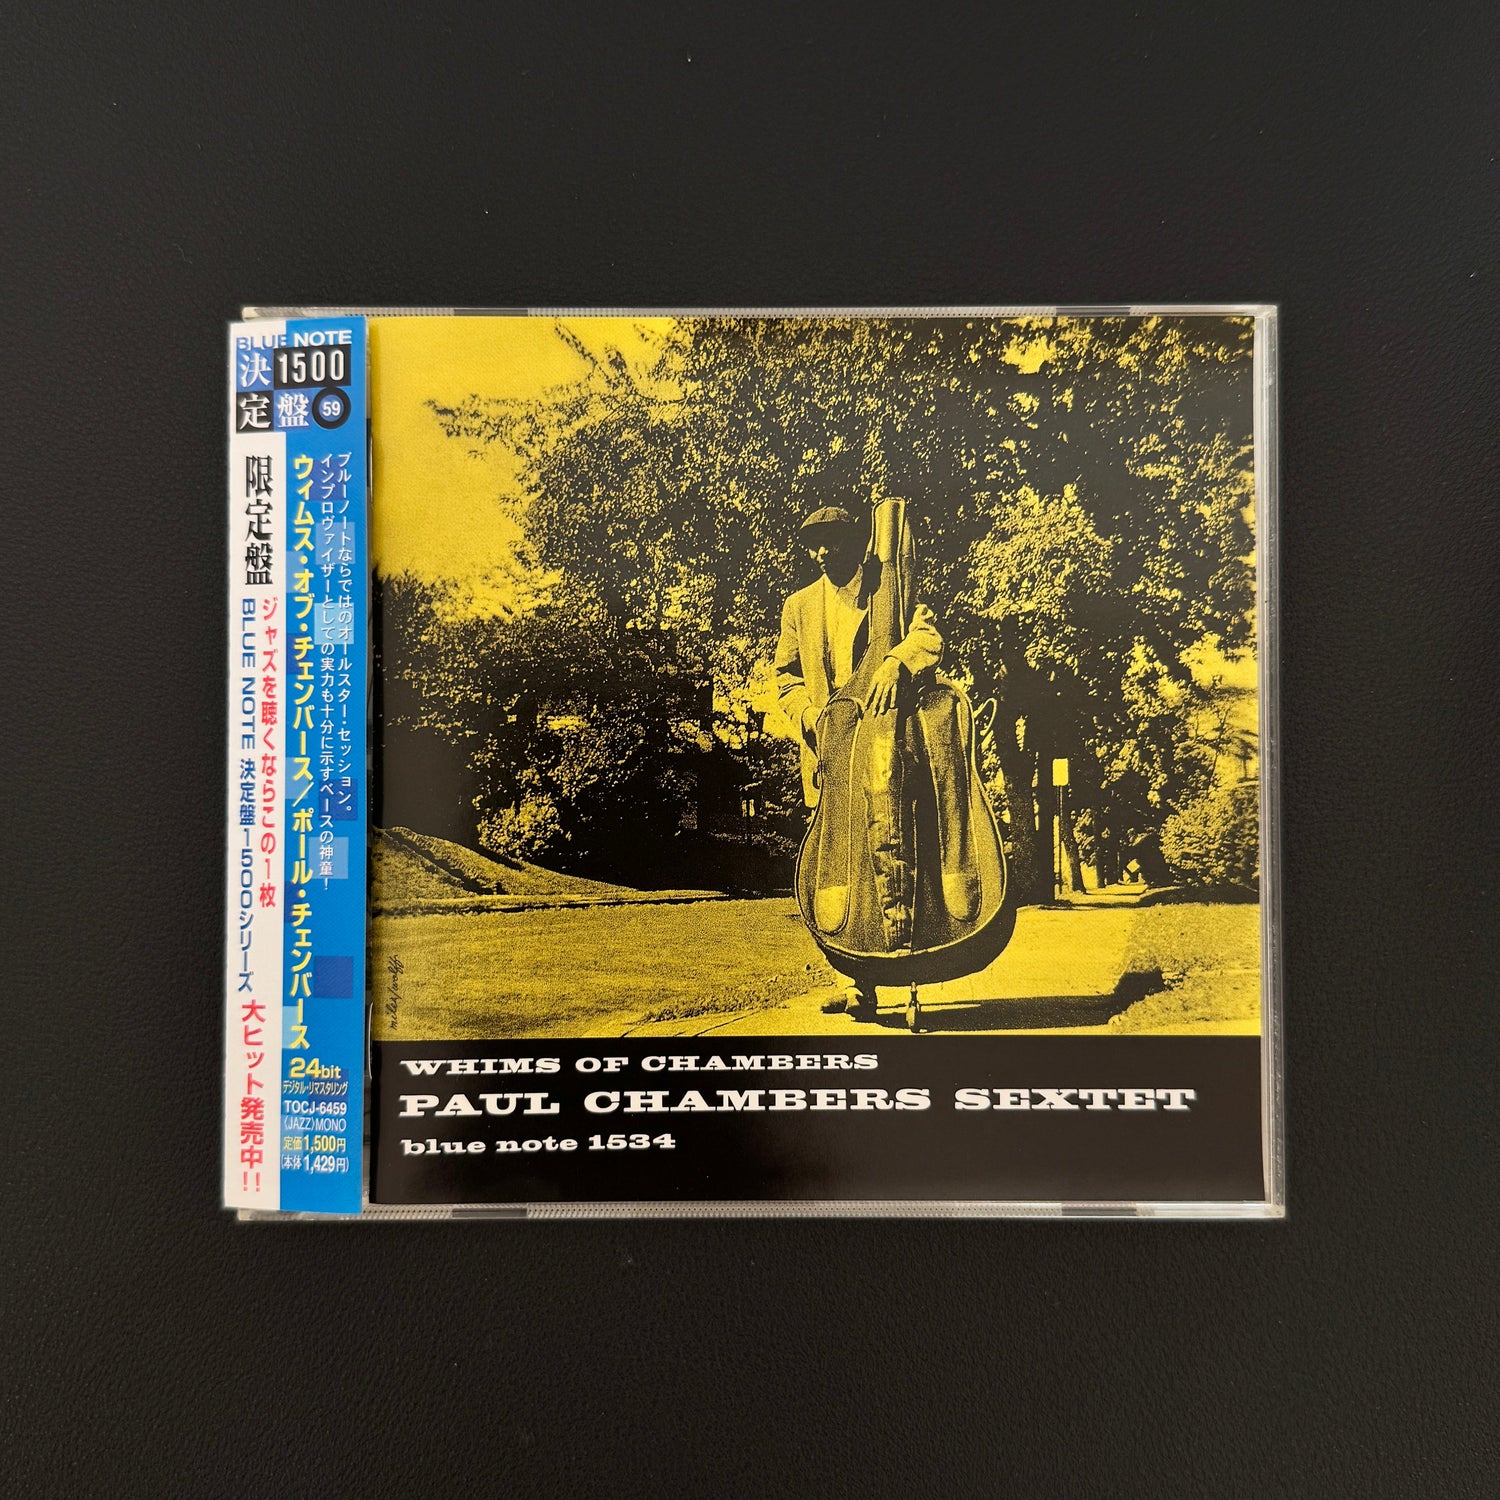 BLUE NOTE
決 1500
定 盤 59
ブルーノートならではのオールスター・セッション。
インプロヴァイザーとしての実力も十分に示すベースの神童!
ウイムス・オブ・チェンバース/ポール・チェンバース
24bit
デジタル・リマスタリング
TOCJ-6459
〈JAZZ〉MONO
定価1,500円
(本体1,429円)
限定盤
ジャズを聴くならこの1枚
BLUE NOTE 決定盤1500シリーズ
大ヒット発売中!!
miles/wolff.
WHIMS OF CHAMBERS
PAUL CHAMBERS SEXTET
blue note 1534